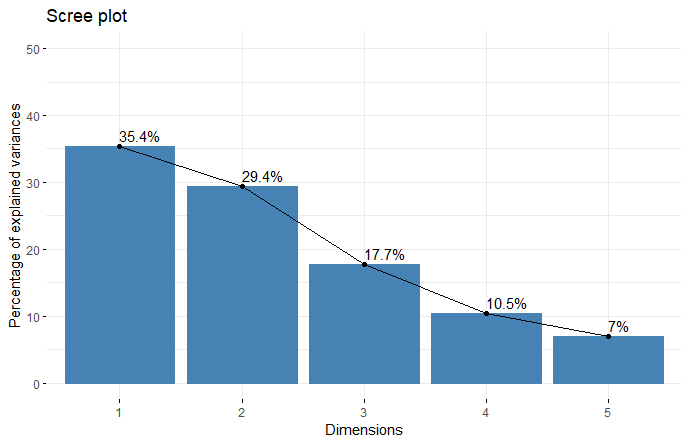 Scree plot
Percentage of explained variances
50
40
30
20
10
0
35.4%
29.4%
17.7%
10.5%
7%
1 2 3 4 5
Dimensions